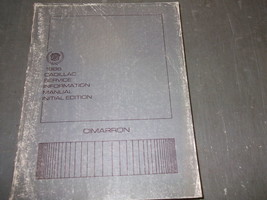 1986
CADILLAC
SERVICE
INFORMATION
MANUAL
INITIAL EDITION
CIMARRON